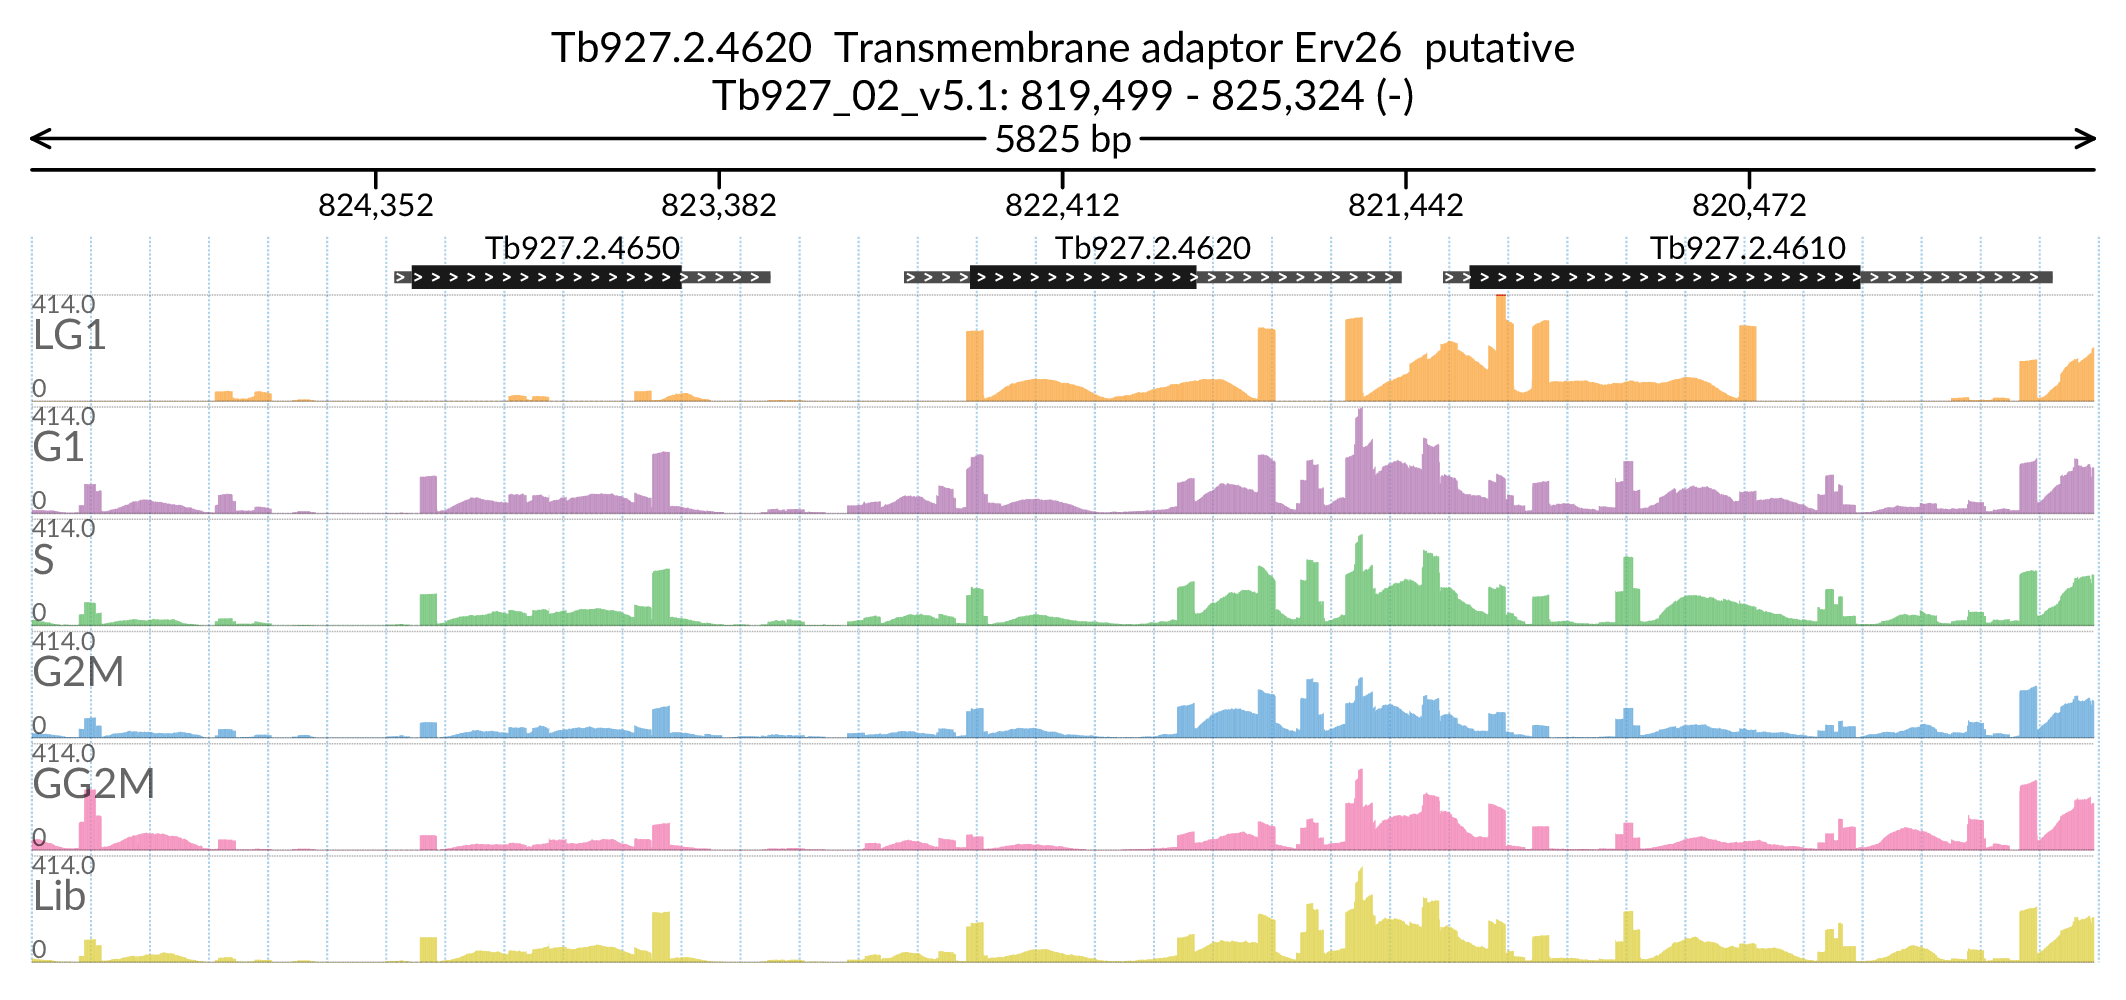 Tb927.2.4620 Transmembrane adaptor Erv26 putative
Tb927_02_v5.1: 819,499 - 825,324 (-)
5825 bp
824,352 823,382 822,412 821,442 820,472
Tb927.2.4650 Tb927.2.4620 Tb927.2.4610
414.0
LG1
0
414.0
G1
0
414.0
S
0
414.0
G2M
0
414.0
GG2M
0
414.0
Lib
0